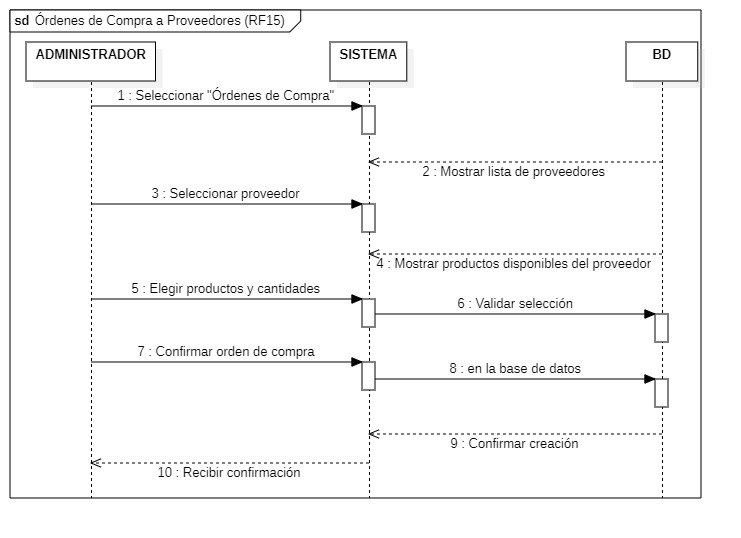 sd Órdenes de Compra a Proveedores (RF15)
ADMINISTRADOR
SISTEMA
BD
1 : Seleccionar "Órdenes de Compra"
2 : Mostrar lista de proveedores
3 : Seleccionar proveedor
4 : Mostrar productos disponibles del proveedor
5 : Elegir productos y cantidades
6 : Validar selección
7 : Confirmar orden de compra
8 : en la base de datos
9 : Confirmar creación
10 : Recibir confirmación